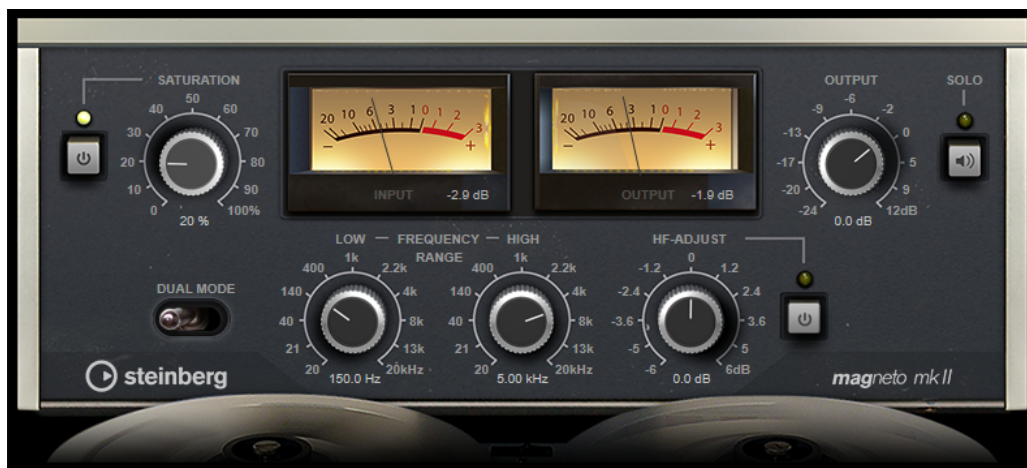 SATURATION
0 10 20 30 40 50 60 70 80 90 100%
20 %
20 10 6 3 1 0 1 2 3
- +
INPUT -2.9 dB
20 10 6 3 1 0 1 2 3
- +
OUTPUT -1.9 dB
OUTPUT
-24 -20 -17 -13 -9 -6 -2 0 5 9 12dB
0.0 dB
SOLO
DUAL MODE
LOW — FREQUENCY — HIGH
RANGE
20 21 40 140 400 1k 2.2k 4k 8k 13k 20kHz
150.0 Hz
20 21 40 140 400 1k 2.2k 4k 8k 13k 20kHz
5.00 kHz
HF-ADJUST
-6 -5 -3.6 -2.4 -1.2 0 1.2 2.4 3.6 5 6dB
0.0 dB
steinberg
magneto mkII